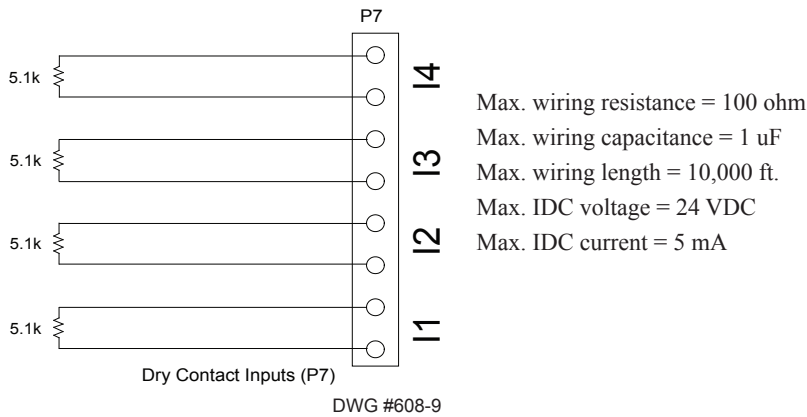 P7
5.1k
I4
5.1k
I3
5.1k
I2
5.1k
I1
Dry Contact Inputs (P7)
DWG #608-9
Max. wiring resistance = 100 ohm
Max. wiring capacitance = 1 uF
Max. wiring length = 10,000 ft.
Max. IDC voltage = 24 VDC
Max. IDC current = 5 mA